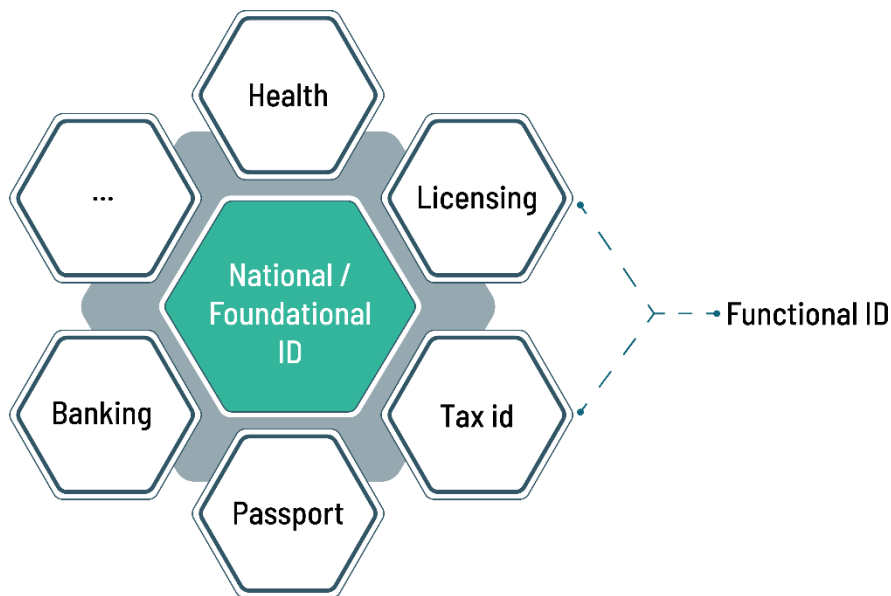 Health
...
Licensing
National /
Foundational
ID
Functional ID
Banking
Tax id
Passport